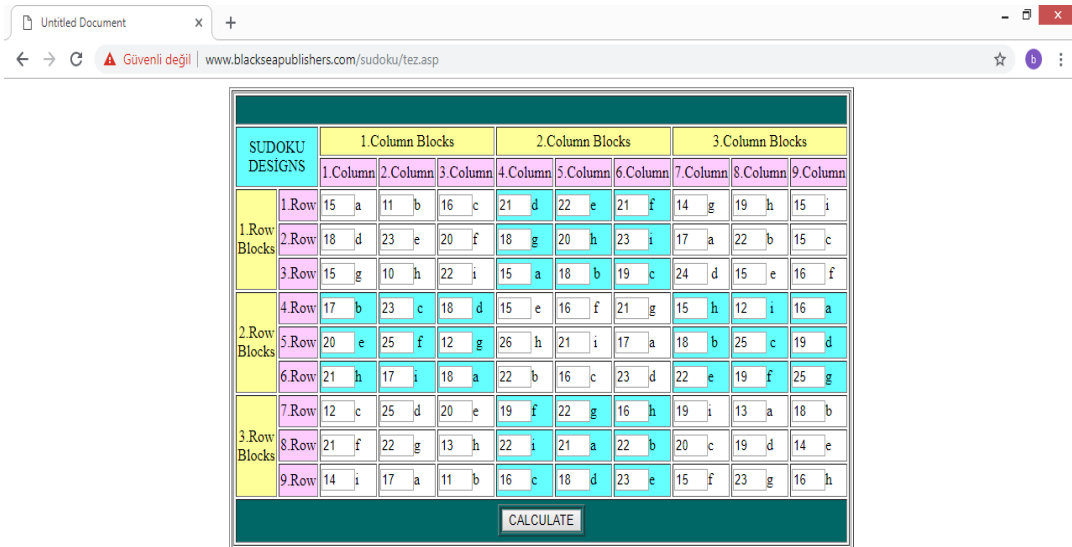 Untitled Document × +
Güvenli değil | www.blackseapublishers.com/sudoku/tez.asp b
SUDOKU DESİGNS 1.Column Blocks 2.Column Blocks 3.Column Blocks
1.Column 2.Column 3.Column 4.Column 5.Column 6.Column 7.Column 8.Column 9.Column
1.Row Blocks
1.Row 15 a 11 b 16 c 21 d 22 e 21 f 14 g 19 h 15 i
2.Row 18 d 23 e 20 f 18 g 20 h 23 i 17 a 22 b 15 c
3.Row 15 g 10 h 22 i 15 a 18 b 19 c 24 d 15 e 16 f
2.Row Blocks
4.Row 17 b 23 c 18 d 15 e 16 f 21 g 15 h 12 i 16 a
5.Row 20 e 25 f 12 g 26 h 21 i 17 a 18 b 25 c 19 d
6.Row 21 h 17 i 18 a 22 b 16 c 23 d 22 e 19 f 25 g
3.Row Blocks
7.Row 12 c 25 d 20 e 19 f 22 g 16 h 19 i 13 a 18 b
8.Row 21 f 22 g 13 h 22 i 21 a 22 b 20 c 19 d 14 e
9.Row 14 i 17 a 11 b 16 c 18 d 23 e 15 f 23 g 16 h
CALCULATE